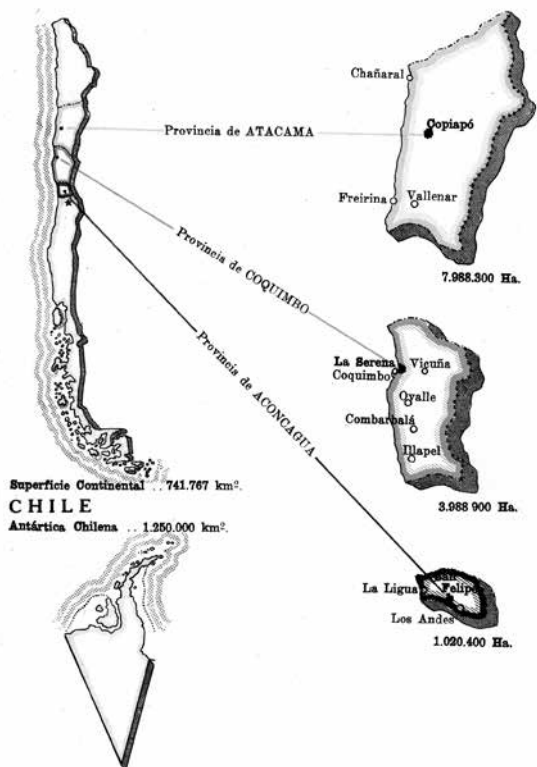 Chañaral
Provincia de ATACAMA
Copiapó
Freirina
Vallenar
7.988.300 Ha.
Provincia de COQUIMBO
La Serena
Vicuña
Coquimbo
Ovalle
Combarbalá
Illapel
3.988 900 Ha.
Provincia de ACONCAGUA
Superficie Continental .. 741.767 km².
CHILE
Antártica Chilena .. 1.250.000 km².
La Ligua
Felipe
Los Andes
1.020.400 Ha.